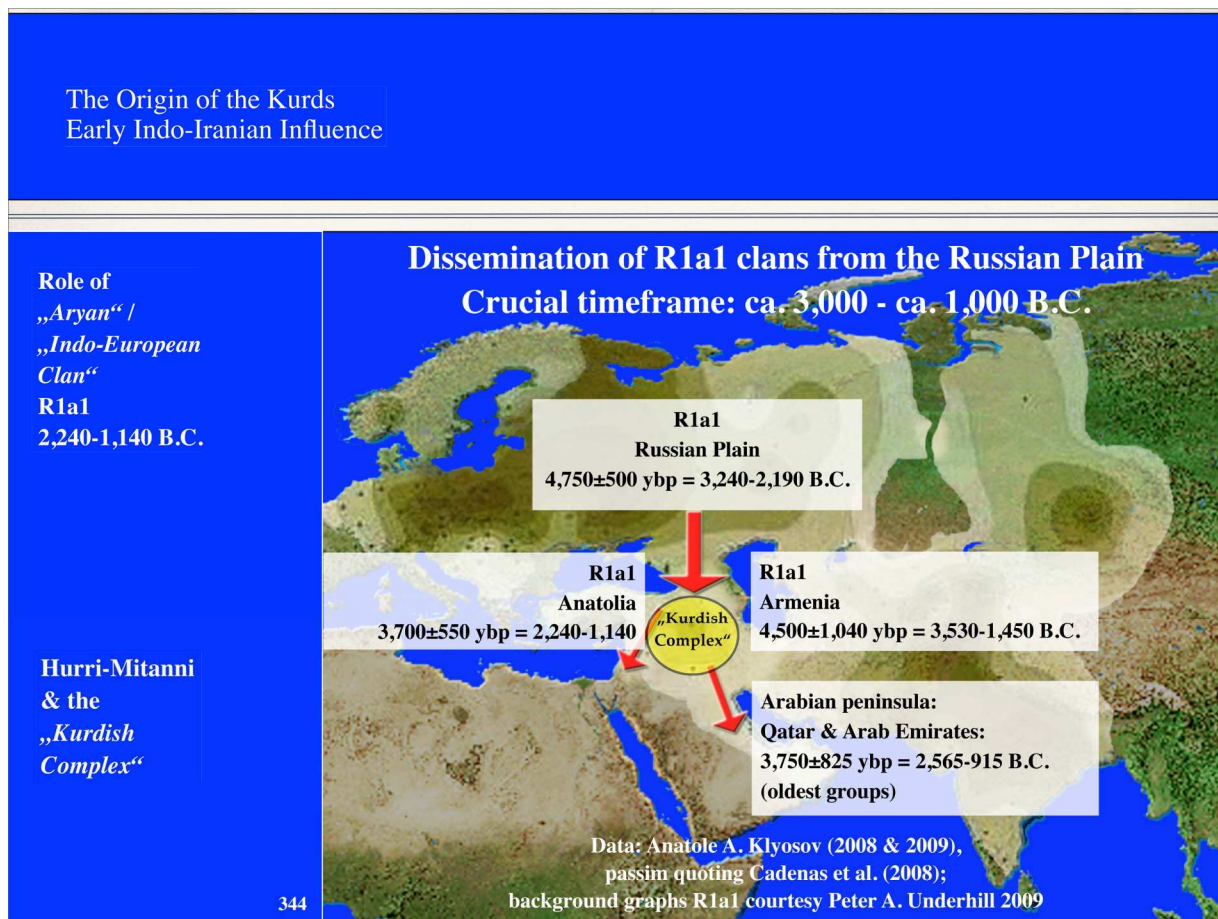 The Origin of the Kurds
Early Indo-Iranian Influence
Role of
„Aryan“ /
„Indo-European
Clan“
R1a1
2,240-1,140 B.C.
Hurri-Mitanni
& the
„Kurdish
Complex“
344
Dissemination of R1a1 clans from the Russian Plain
Crucial timeframe: ca. 3,000 - ca. 1,000 B.C.
R1a1
Russian Plain
4,750±500 ybp = 3,240-2,190 B.C.
R1a1
Anatolia
3,700±550 ybp = 2,240-1,140
„Kurdish
Complex“
R1a1
Armenia
4,500±1,040 ybp = 3,530-1,450 B.C.
Arabian peninsula:
Qatar & Arab Emirates:
3,750±825 ybp = 2,565-915 B.C.
(oldest groups)
Data: Anatole A. Klyosov (2008 & 2009),
passim quoting Cadenas et al. (2008);
background graphs R1a1 courtesy Peter A. Underhill 2009